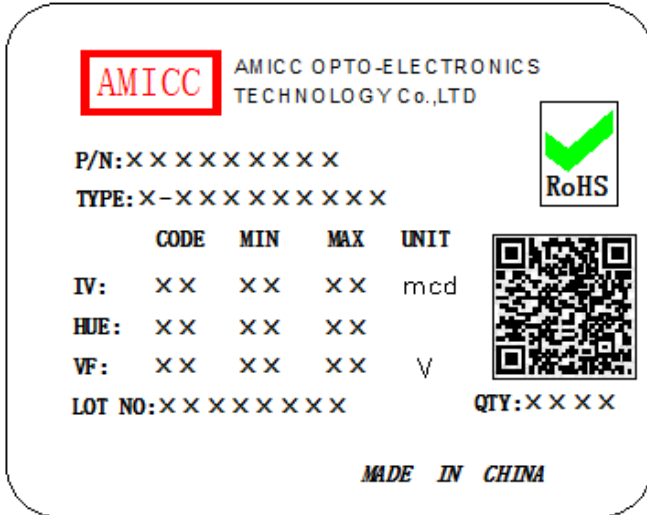 AMICC
AMICC OPTO-ELECTRONICS
TECHNOLOGY Co.,LTD
RoHS
P/N:×××××××××
TYPE:×-×××××××××
CODE MIN MAX UNIT
IV: ×× ×× ×× mcd
HUE: ×× ×× ××
VF: ×× ×× ×× V
LOT NO:×××××××× QTY:××××
MADE IN CHINA